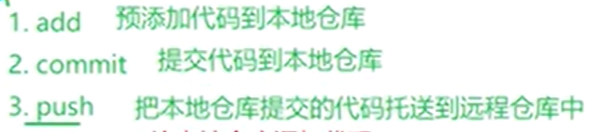 1. add 预添加代码到本地仓库
2. commit 提交代码到本地仓库
3. push 把本地仓库提交的代码托送到远程仓库中